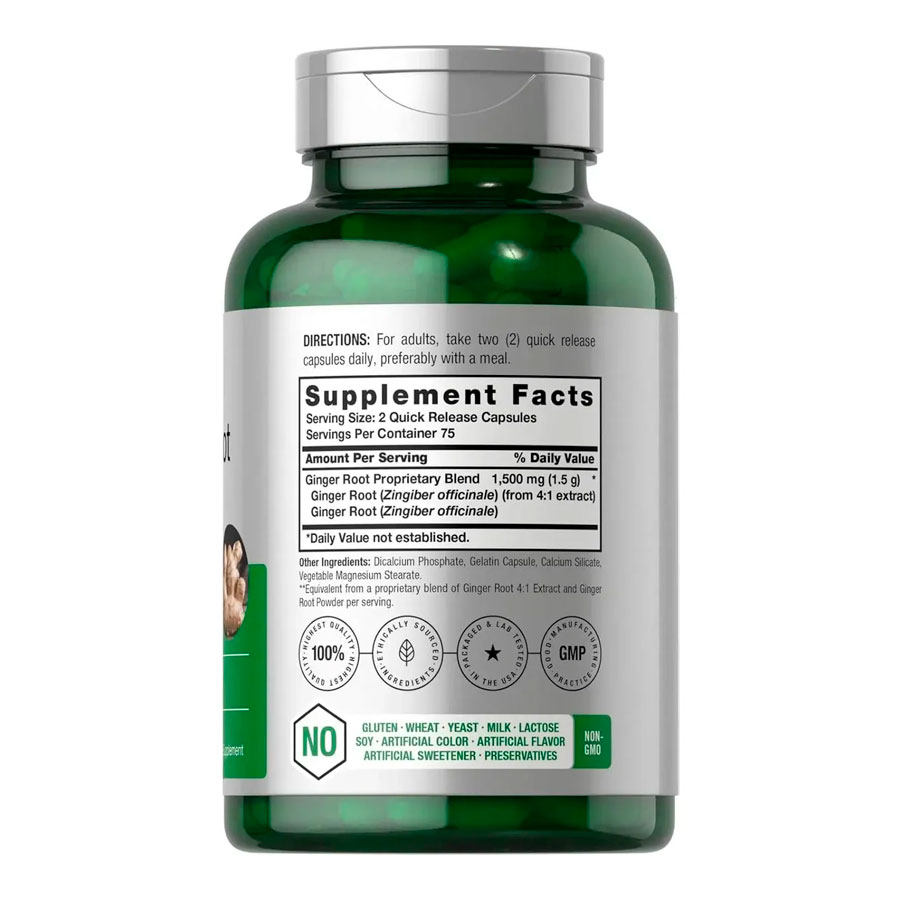 DIRECTIONS: For adults, take two (2) quick release
capsules daily, preferably with a meal.
Supplement Facts
Serving Size: 2 Quick Release Capsules
Servings Per Container 75
Amount Per Serving % Daily Value
Ginger Root Proprietary Blend 1,500 mg (1.5 g) *
Ginger Root (Zingiber officinale) (from 4:1 extract)
Ginger Root (Zingiber officinale)
*Daily Value not established.
Other Ingredients: Dicalcium Phosphate, Gelatin Capsule, Calcium Silicate,
Vegetable Magnesium Stearate.
**Equivalent from a proprietary blend of Ginger Root 4:1 Extract and Ginger
Root Powder per serving.
·HIGHEST QUALITY·HIGHEST QUALITY
100%
ETHICALLY SOURCED·INGREDIENTS·
PACKAGED & LAB TESTED·IN THE USA·
GOOD·MANUFACTURING·PRACTICE·
GMP
NO
GLUTEN · WHEAT · YEAST · MILK · LACTOSE
SOY · ARTIFICIAL COLOR · ARTIFICIAL FLAVOR
ARTIFICIAL SWEETENER · PRESERVATIVES
NON-
GMO